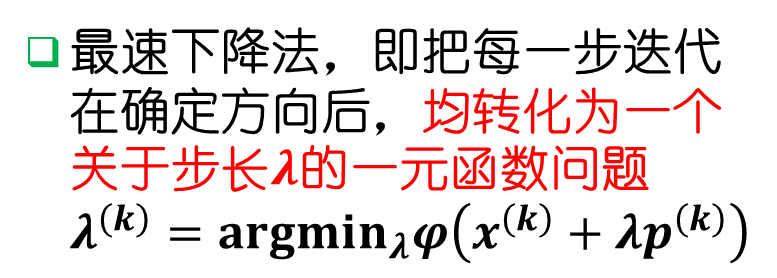 最速下降法，即把每一步迭代
在确定方向后，均转化为一个
关于步长λ的一元函数问题
λ⁽ᵏ⁾ = argmin_λ φ(x⁽ᵏ⁾ + λp⁽ᵏ⁾)